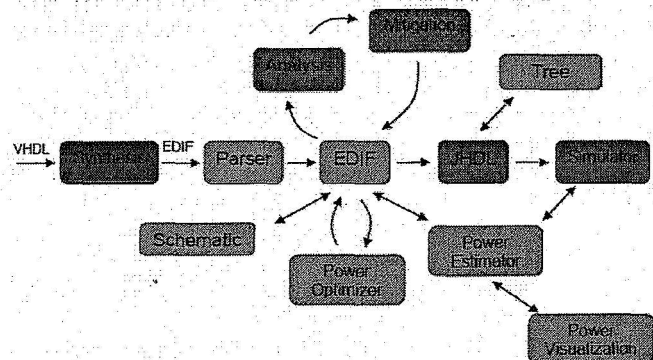 Mitigation
Analysis
Tree
VHDL
Synthesis
EDIF
Parser
EDIF
JHDL
Simulator
Schematic
Power
Optimizer
Power
Estimator
Power
Visualization